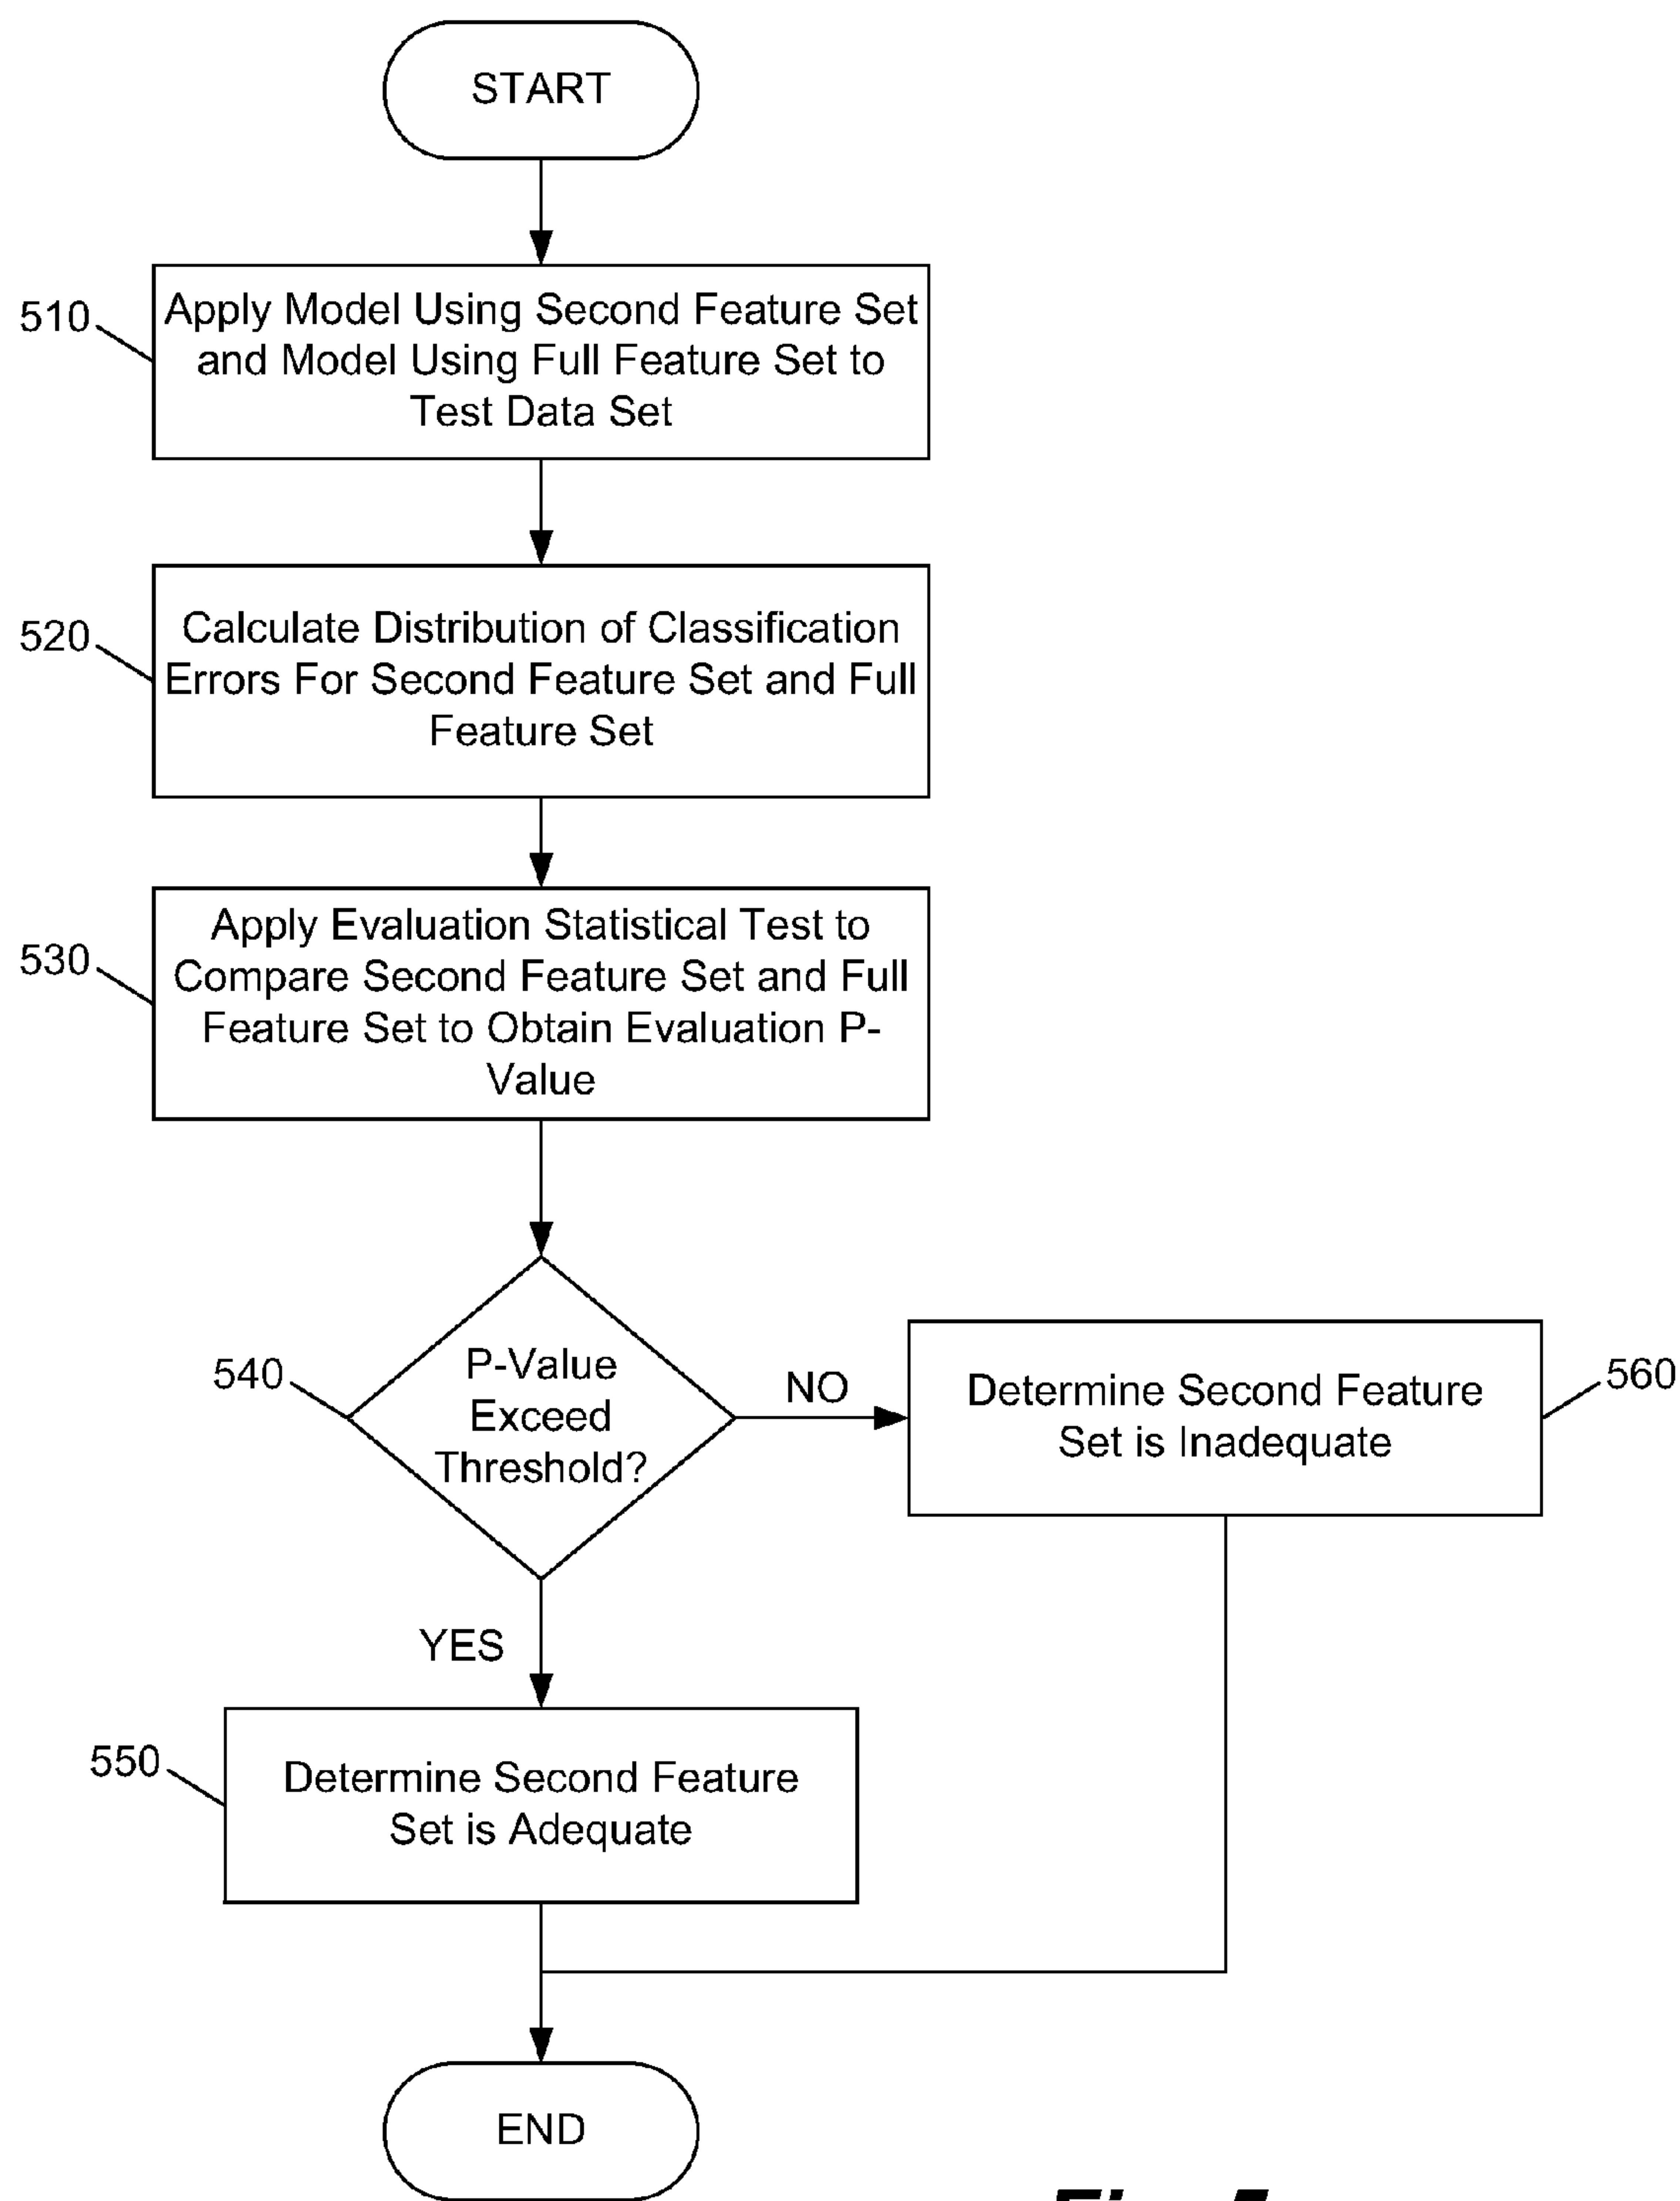 START
510
Apply Model Using Second Feature Set
and Model Using Full Feature Set to
Test Data Set
520
Calculate Distribution of Classification
Errors For Second Feature Set and Full
Feature Set
530
Apply Evaluation Statistical Test to
Compare Second Feature Set and Full
Feature Set to Obtain Evaluation P-
Value
540
P-Value
Exceed
Threshold?
NO
Determine Second Feature
Set is Inadequate
560
YES
550
Determine Second Feature
Set is Adequate
END